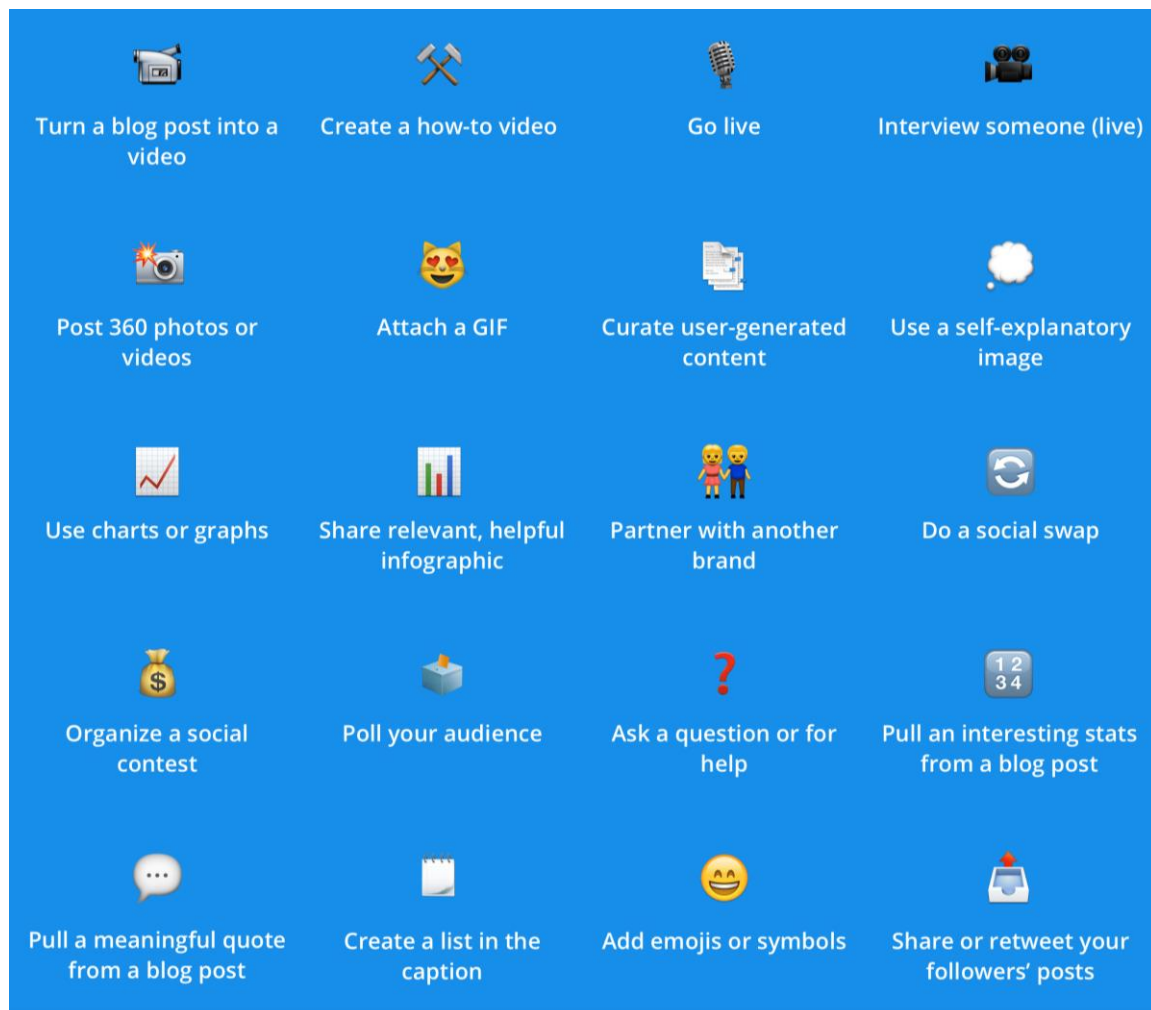 Turn a blog post into a
video
Create a how-to video
Go live
Interview someone (live)
Post 360 photos or
videos
Attach a GIF
Curate user-generated
content
Use a self-explanatory
image
Use charts or graphs
Share relevant, helpful
infographic
Partner with another
brand
Do a social swap
$
Organize a social
contest
Poll your audience
❓
Ask a question or for
help
1 2
3 4
Pull an interesting stats
from a blog post
Pull a meaningful quote
from a blog post
Create a list in the
caption
Add emojis or symbols
Share or retweet your
followers’ posts